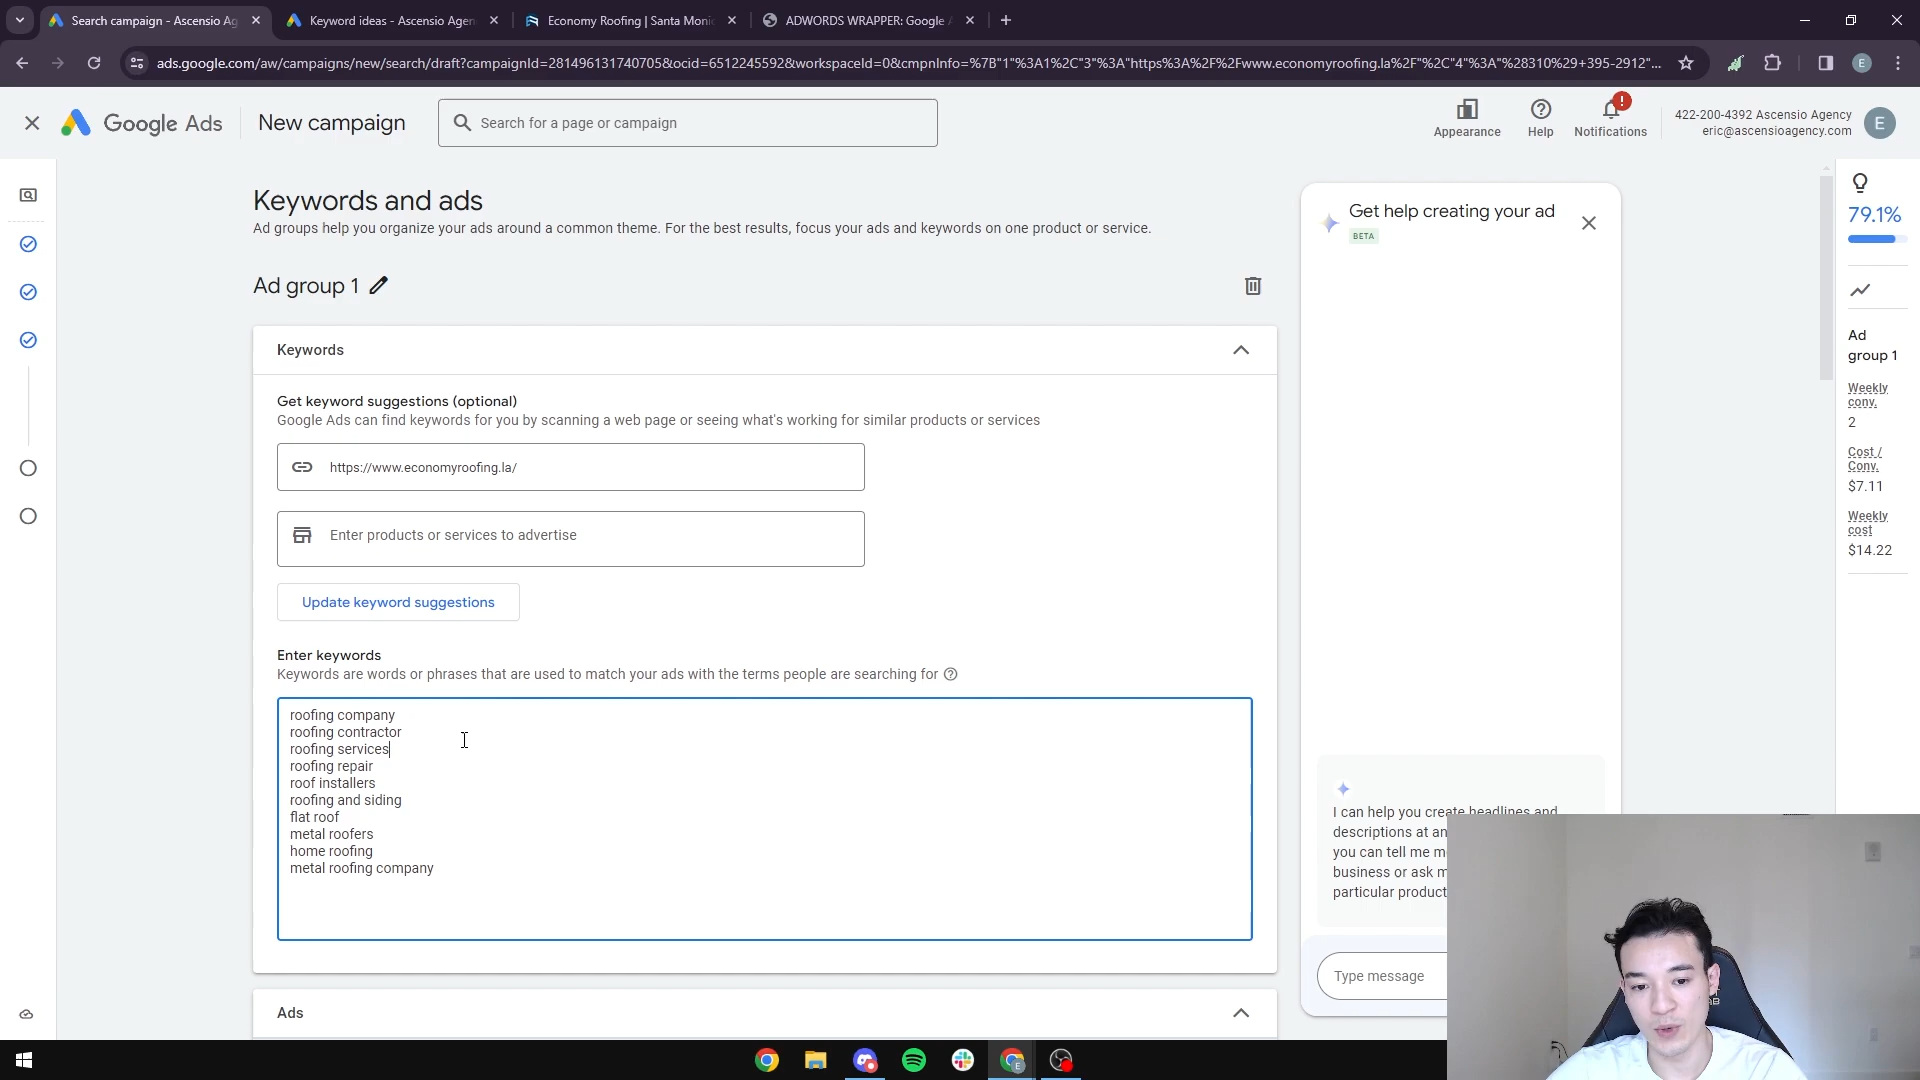 Search campaign - Ascensio Ag
Keyword ideas - Ascensio Agen
Economy Roofing | Santa Moni
ADWORDS WRAPPER: Google
ads.google.com/aw/campaigns/new/search/draft?campaignId=281496131740705&ocid=6512245592&workspaceId=0&cmpnInfo=%7B"1"%3A1%2C"3"%3A"https%3A%2F%2Fwww.economyroofing.la%2F"%2C"4"%3A"%28310%29+395-2912"...
E
Google Ads
New campaign
Search for a page or campaign
Appearance
Help
!
Notifications
422-200-4392 Ascensio Agency
eric@ascensioagency.com
E
Keywords and ads
Ad groups help you organize your ads around a common theme. For the best results, focus your ads and keywords on one product or service.
Ad group 1
Keywords
Get keyword suggestions (optional)
Google Ads can find keywords for you by scanning a web page or seeing what's working for similar products or services
https://www.economyroofing.la/
Enter products or services to advertise
Update keyword suggestions
Enter keywords
Keywords are words or phrases that are used to match your ads with the terms people are searching for
roofing company
roofing contractor
roofing services
roofing repair
roof installers
roofing and siding
flat roof
metal roofers
home roofing
metal roofing company
Ads
Get help creating your ad
BETA
I can help you create headlines and
descriptions at an
you can tell me m
business or ask m
particular product
Type message
79.1%
Ad
group 1
Weekly
conv.
2
Cost /
Conv.
$7.11
Weekly
cost
$14.22